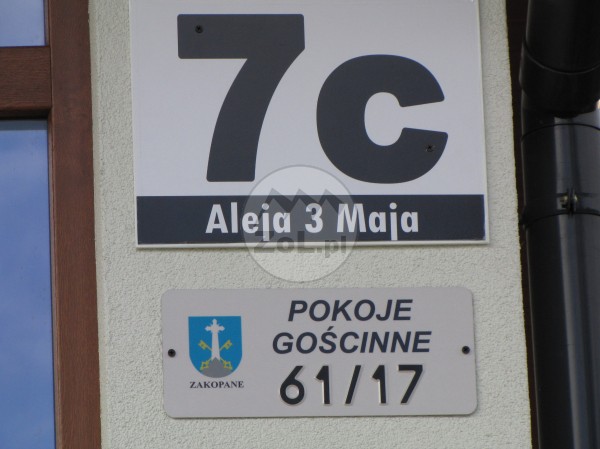 7c
Aleja 3 Maja
ZoL.pl
POKOJE
GOŚCINNE
61/17
ZAKOPANE